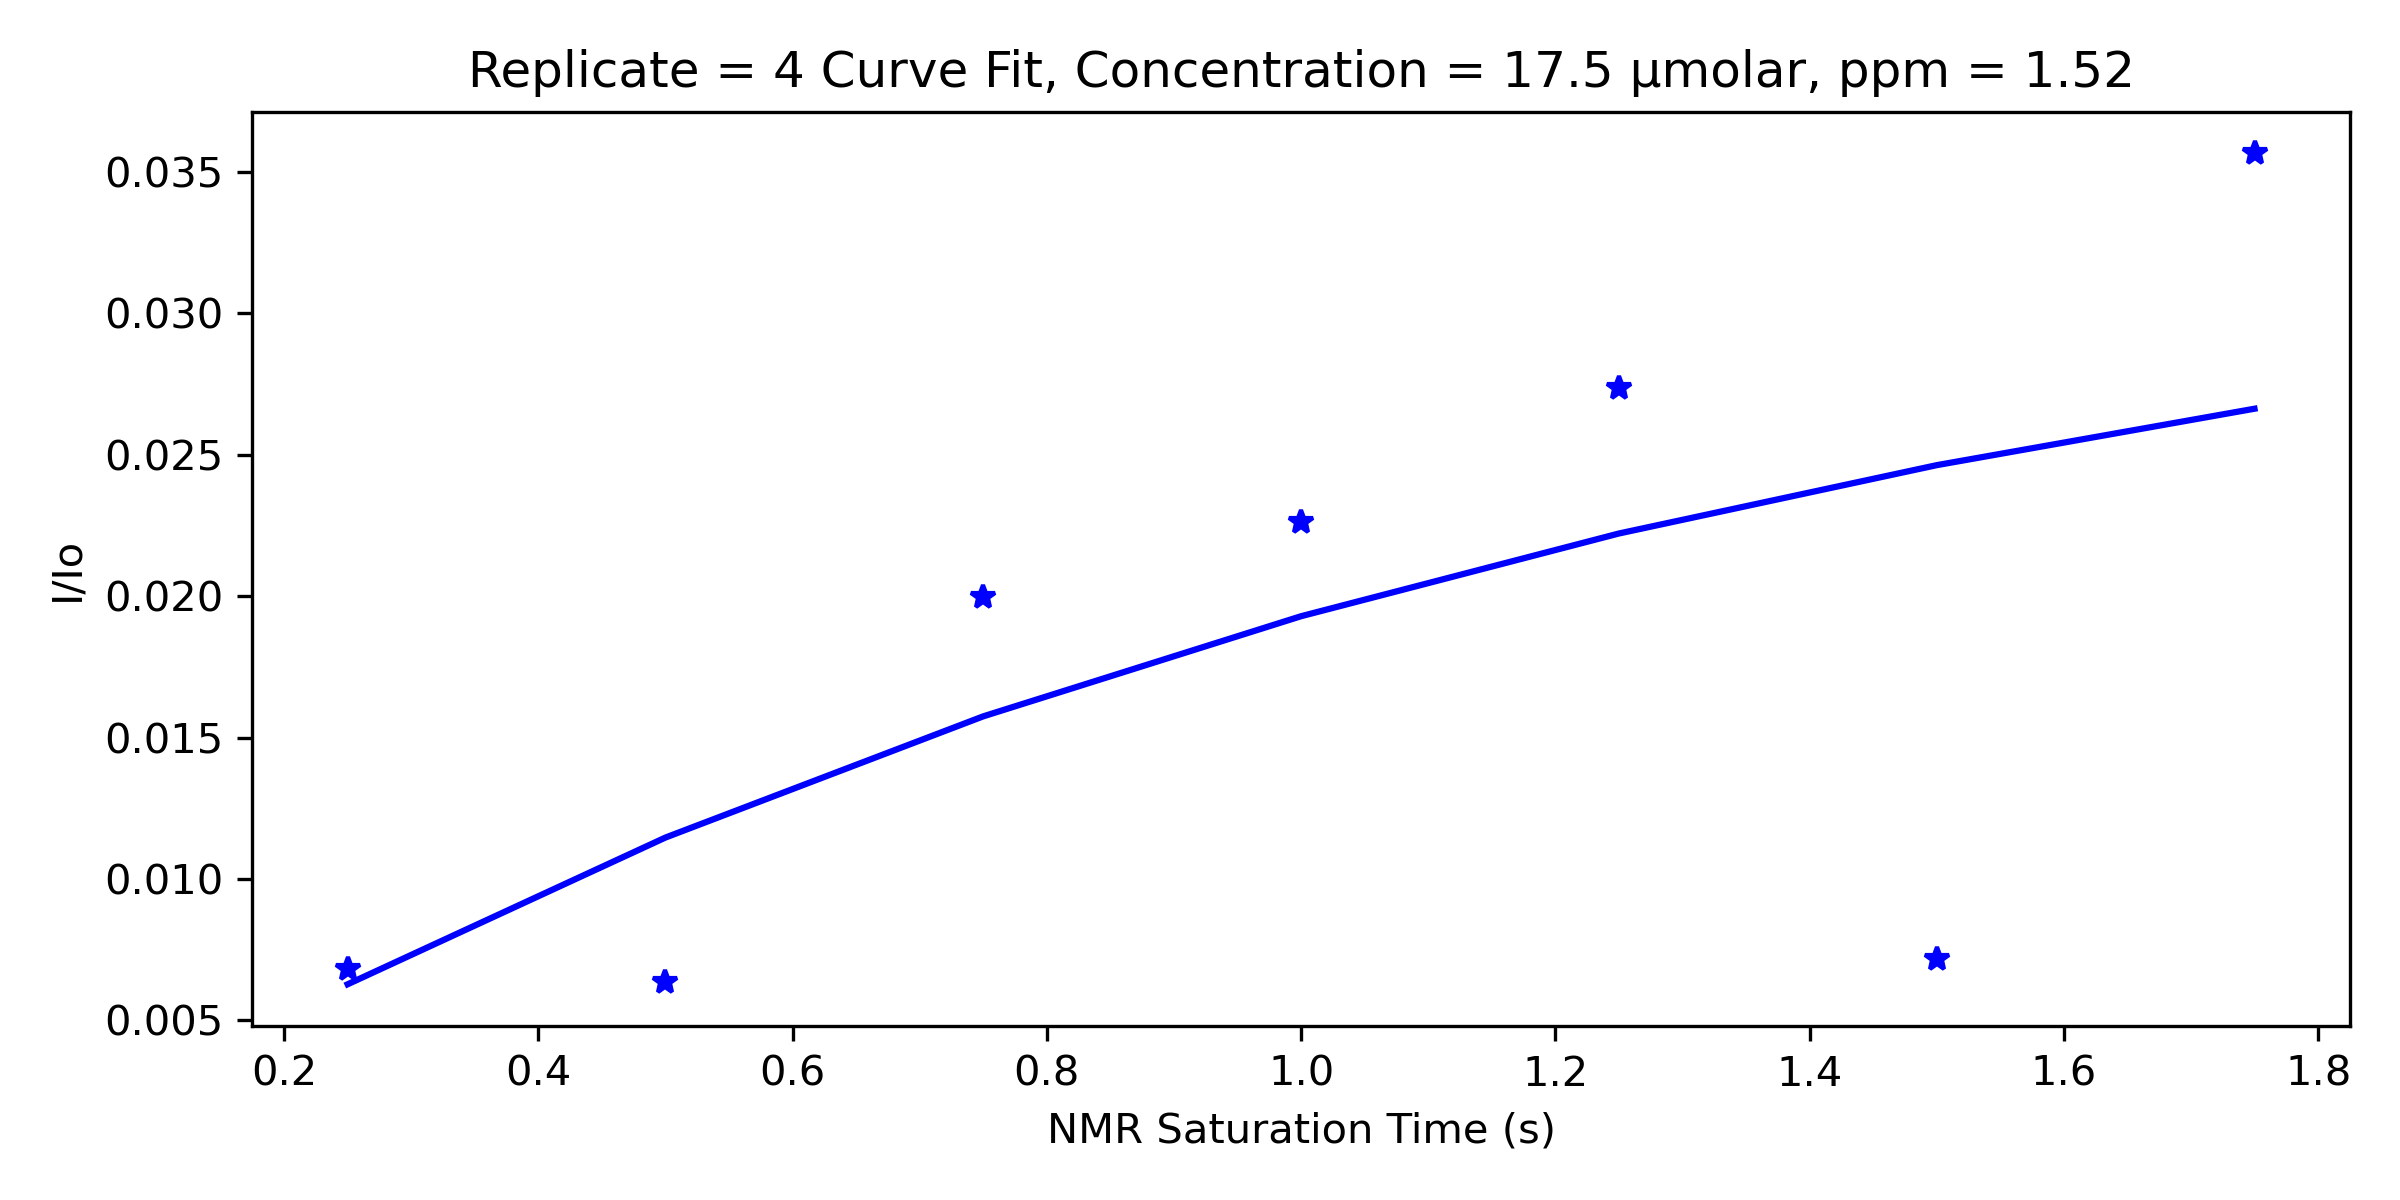 Replicate = 4 Curve Fit, Concentration = 17.5 μmolar, ppm = 1.52
I/Io
0.035
0.030
0.025
0.020
0.015
0.010
0.005
0.2 0.4 0.6 0.8 1.0 1.2 1.4 1.6 1.8
NMR Saturation Time (s)